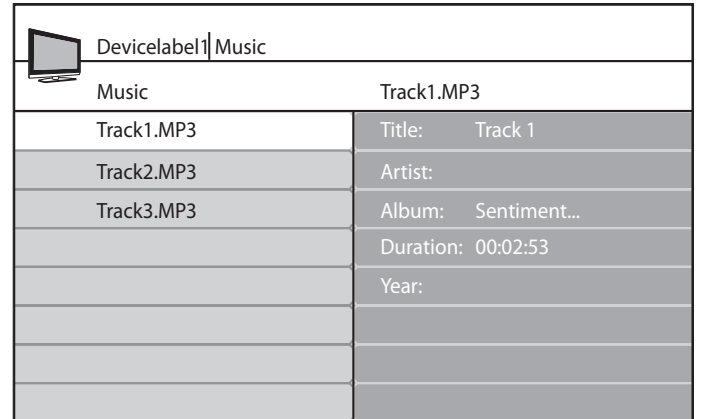 Devicelabel1|Music
Music
Track1.MP3
Track1.MP3
Track2.MP3
Track3.MP3
Title: Track 1
Artist:
Album: Sentiment...
Duration: 00:02:53
Year: